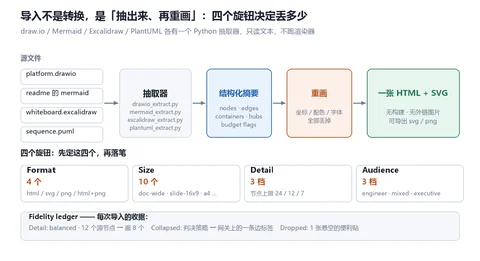 导入不是转换，是「抽出来、再重画」：四个旋钮决定丢多少
draw.io / Mermaid / Excalidraw / PlantUML 各有一个 Python 抽取器，只读文本，不跑渲染器
源文件
platform.drawio
readme 的 mermaid
whiteboard.excalidraw
sequence.puml
抽取器
drawio_extract.py
mermaid_extract.py
excalidraw_extract.py
plantuml_extract.py
结构化摘要
nodes · edges
containers · hubs
budget flags
重画
坐标 / 配色 / 字体
全部丢掉
一张 HTML + SVG
无构建 · 无外链图片
可导出 svg / png
四个旋钮：先定这四个，再落笔
Format
4 个
html / svg / png / html+png
Size
10 个
doc-wide · slide-16x9 · a4 ...
Detail
3 档
节点上限 24 / 12 / 7
Audience
3 档
engineer · mixed · executive
Fidelity ledger —— 每次导入的收据：
Detail: balanced · 12 个源节点 → 画 8 个 Collapsed: 判决策略 → 网关上的一条边标签 Dropped: 1 张悬空的便利贴